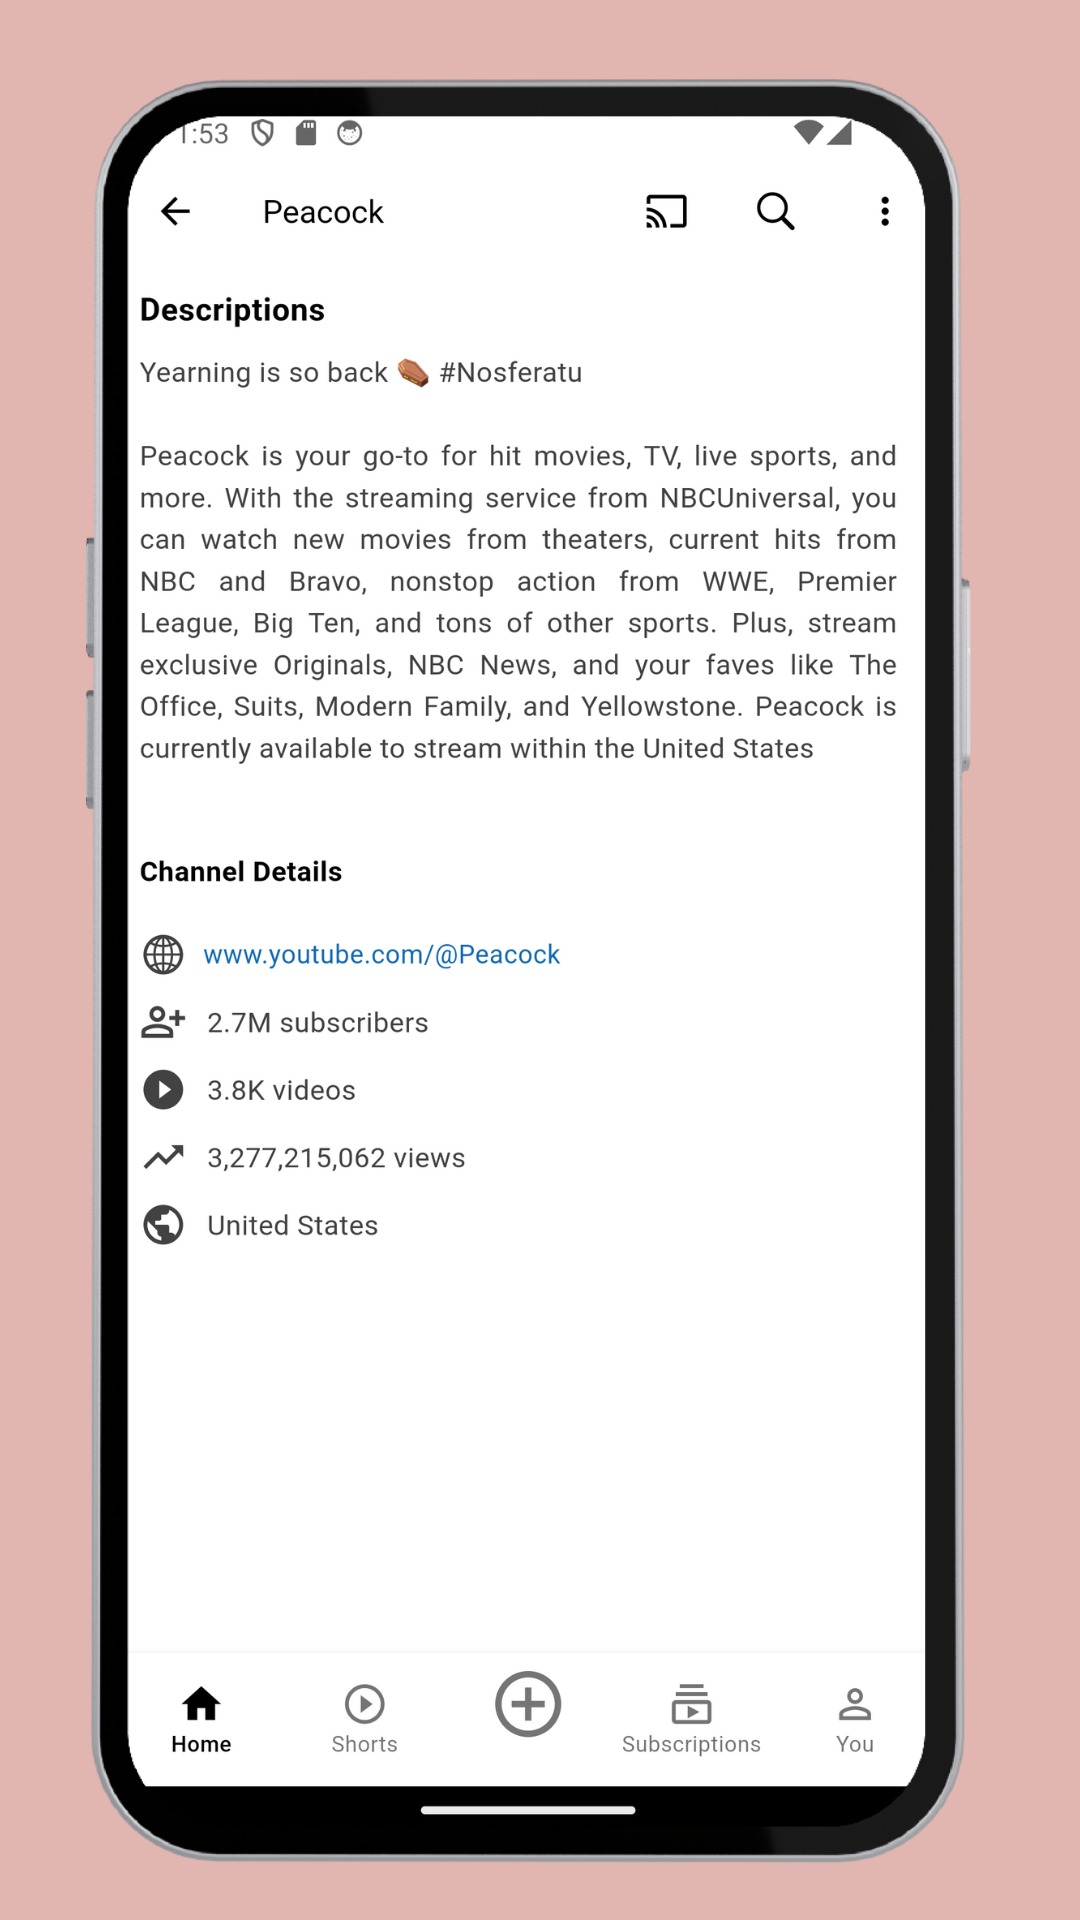 1:53
Peacock
Descriptions
Yearning is so back ⚰️ #Nosferatu
Peacock is your go-to for hit movies, TV, live sports, and
more. With the streaming service from NBCUniversal, you
can watch new movies from theaters, current hits from
NBC and Bravo, nonstop action from WWE, Premier
League, Big Ten, and tons of other sports. Plus, stream
exclusive Originals, NBC News, and your faves like The
Office, Suits, Modern Family, and Yellowstone. Peacock is
currently available to stream within the United States
Channel Details
www.youtube.com/@Peacock
2.7M subscribers
3.8K videos
3,277,215,062 views
United States
Home
Shorts
Subscriptions
You